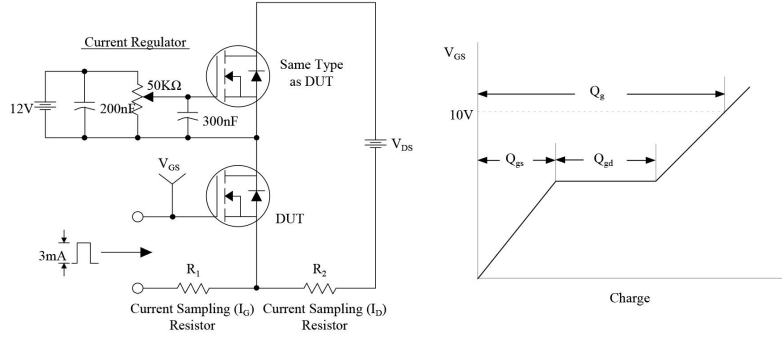 Current Regulator
12V
200nF
50KΩ
300nF
Same Type
as DUT
V_DS
V_GS
DUT
3mA
R_1
R_2
Current Sampling (I_G)
Resistor
Current Sampling (I_D)
Resistor
V_GS
10V
Q_g
Q_gs
Q_gd
Charge